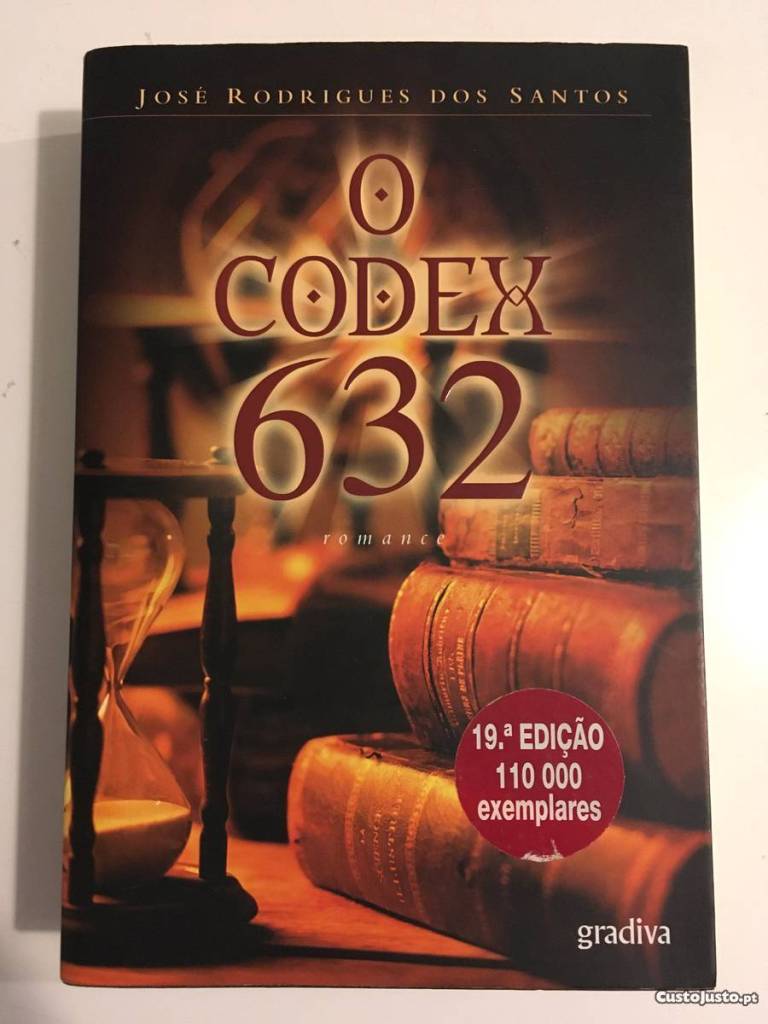 JOSÉ RODRIGUES DOS SANTOS
O
CODEX
632
romance
19.ª EDIÇÃO
110 000
exemplares
gradiva
CustoJusto.pt